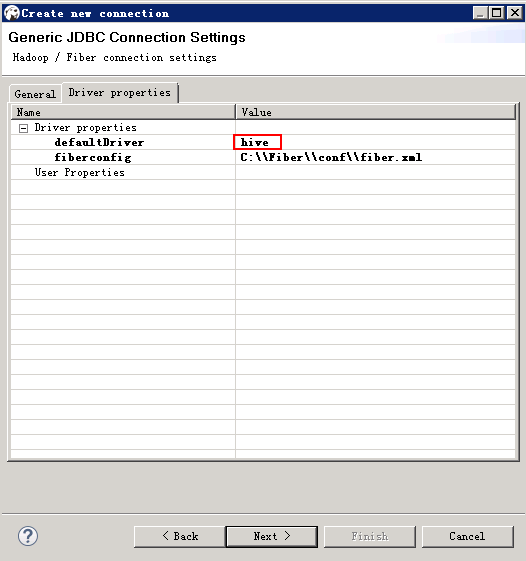 Create new connection
Generic JDBC Connection Settings
Hadoop / Fiber connection settings
General Driver properties
Name Value
Driver properties
defaultDriver hive
fiberconfig C:\\Fiber\\conf\\fiber.xml
User Properties
? < Back Next > Finish Cancel